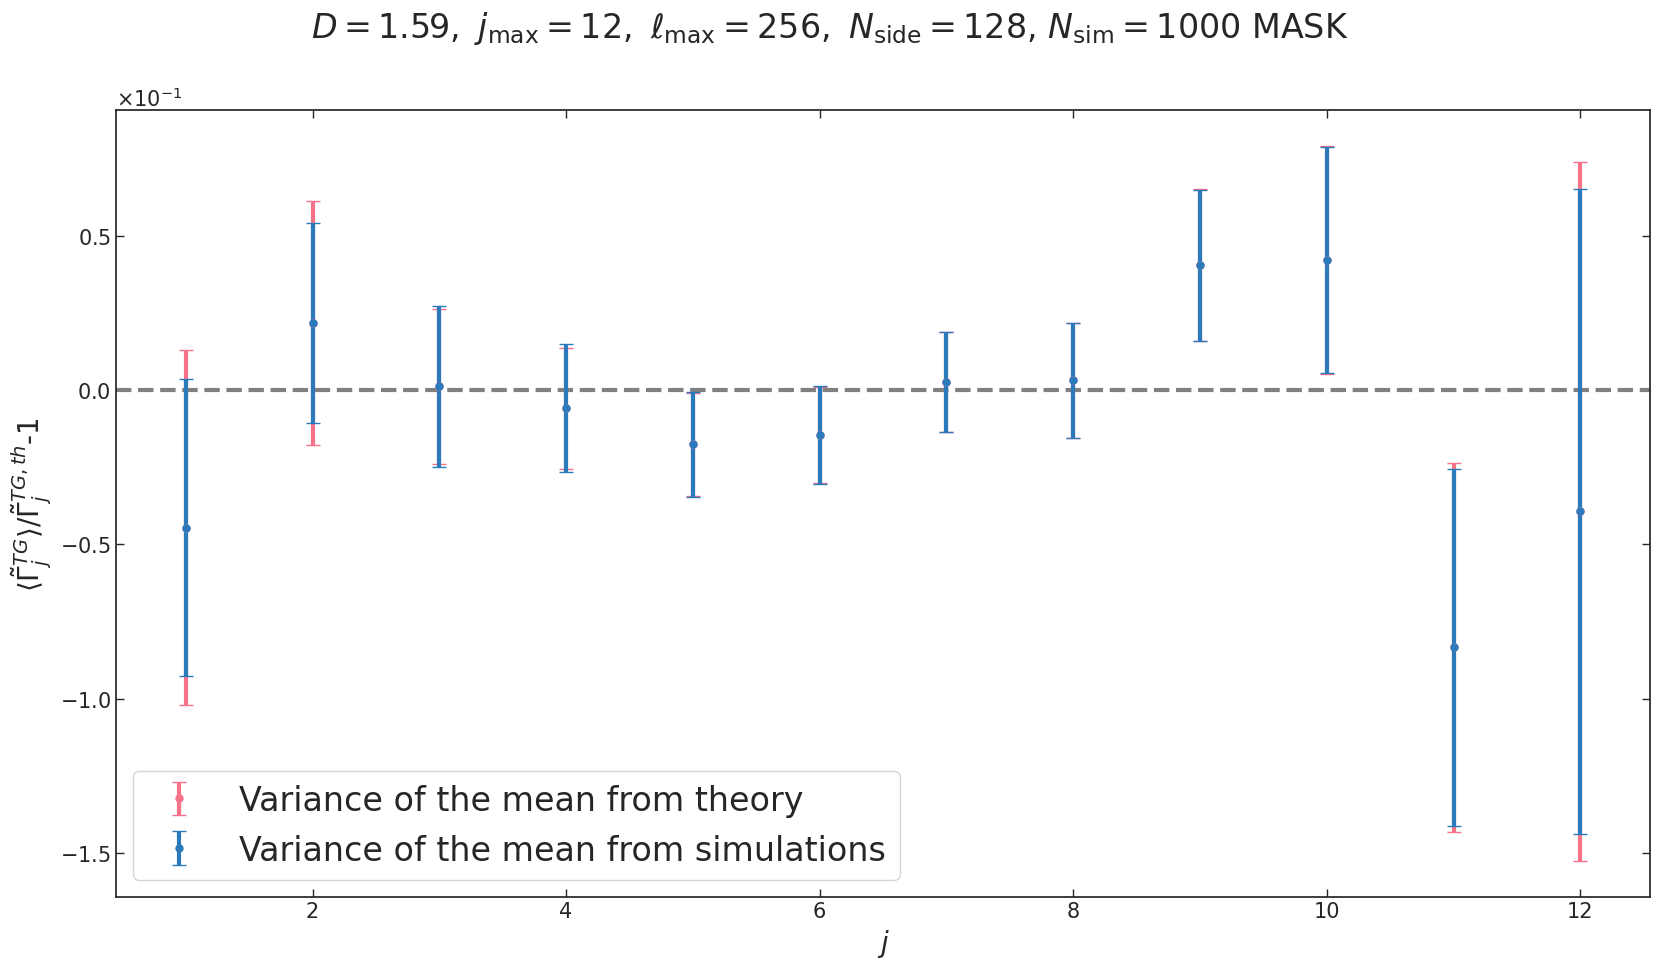 D = 1.59, j_max = 12, ℓ_max = 256, N_side = 128, N_sim = 1000 MASK
×10⁻¹
0.5
0.0
−0.5
−1.0
−1.5
⟨Γ̃_j^{TG}⟩/Γ̃_j^{TG, th}-1
Variance of the mean from theory
Variance of the mean from simulations
2 4 6 8 10 12
j